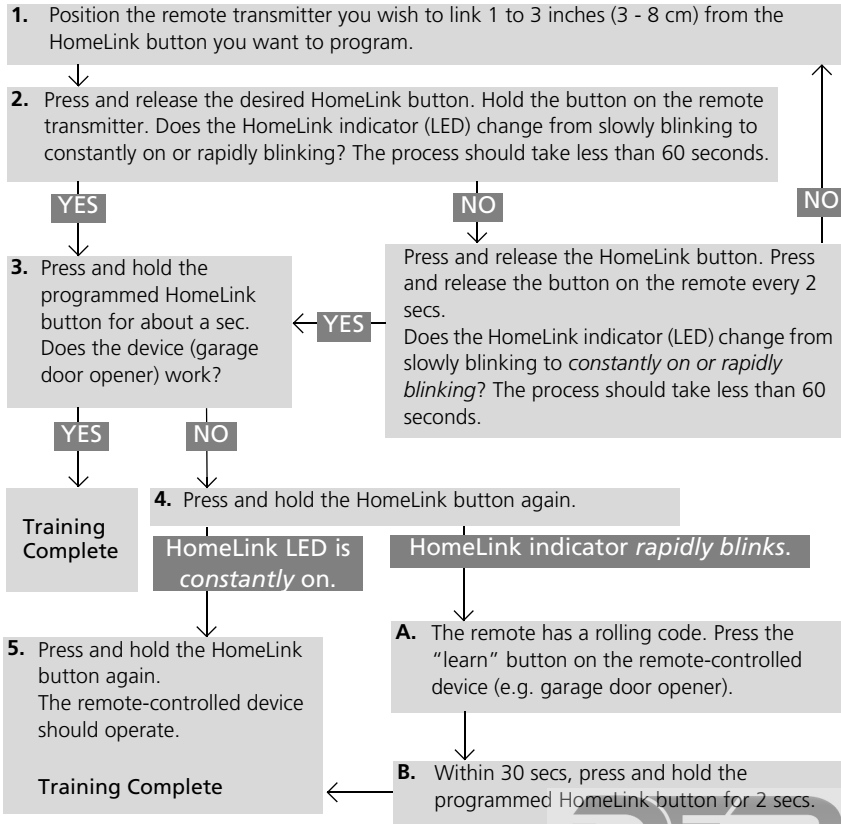 1. Position the remote transmitter you wish to link 1 to 3 inches (3 - 8 cm) from the
HomeLink button you want to program.
2. Press and release the desired HomeLink button. Hold the button on the remote
transmitter. Does the HomeLink indicator (LED) change from slowly blinking to
constantly on or rapidly blinking? The process should take less than 60 seconds.
YES
NO
NO
Press and release the HomeLink button. Press
and release the button on the remote every 2
secs.
Does the HomeLink indicator (LED) change from
slowly blinking to constantly on or rapidly
blinking? The process should take less than 60
seconds.
YES
3. Press and hold the
programmed HomeLink
button for about a sec.
Does the device (garage
door opener) work?
YES
NO
Training
Complete
4. Press and hold the HomeLink button again.
HomeLink LED is
constantly on.
HomeLink indicator rapidly blinks.
A. The remote has a rolling code. Press the
“learn” button on the remote-controlled
device (e.g. garage door opener).
B. Within 30 secs, press and hold the
programmed HomeLink button for 2 secs.
5. Press and hold the HomeLink
button again.
The remote-controlled device
should operate.
Training Complete